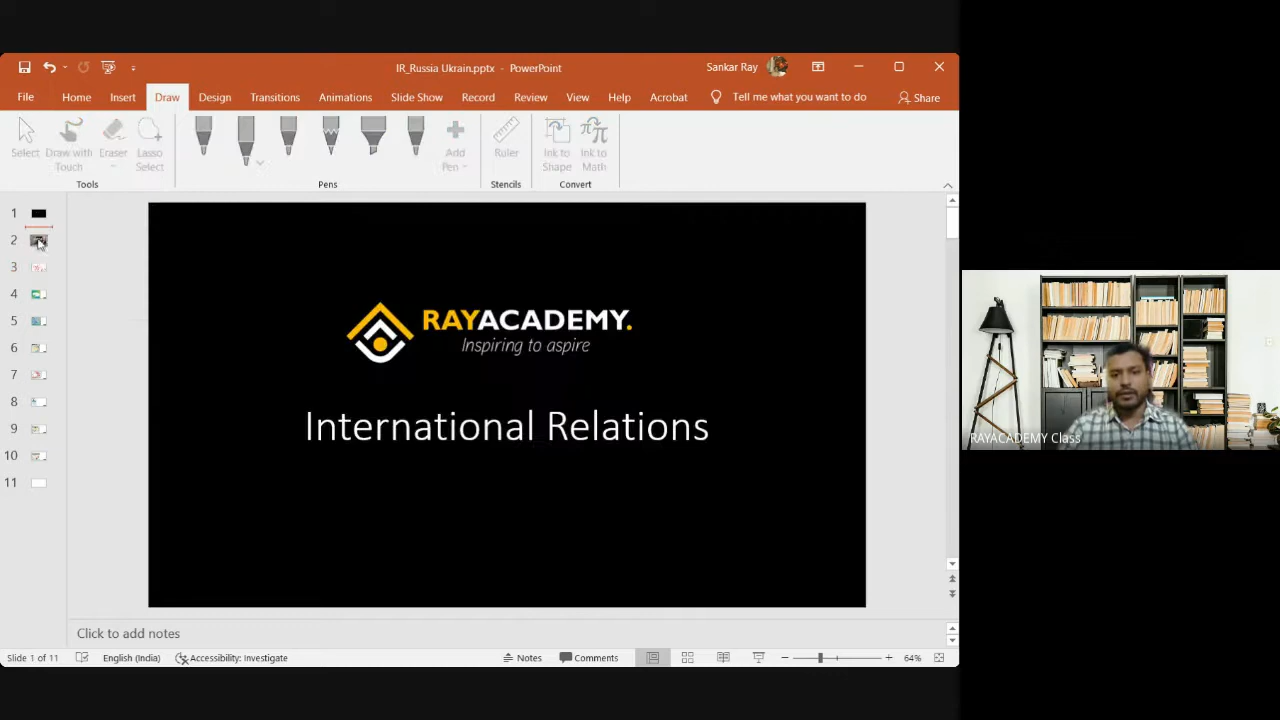 IR_Russia Ukrain.pptx - PowerPoint
Sankar Ray
File Home Insert Draw Design Transitions Animations Slide Show Record Review View Help Acrobat Tell me what you want to do Share
Select
Draw with Touch
Eraser
Lasso Select
Add Pen
Ruler
Ink to Shape
Ink to Math
Tools
Pens
Stencils
Convert
1
2
3
4
5
6
7
8
9
10
11
RAYACADEMY.
Inspiring to aspire
International Relations
RAYACADEMY Class
Click to add notes
Slide 1 of 11 English (India) Accessibility: Investigate Notes Comments 64%